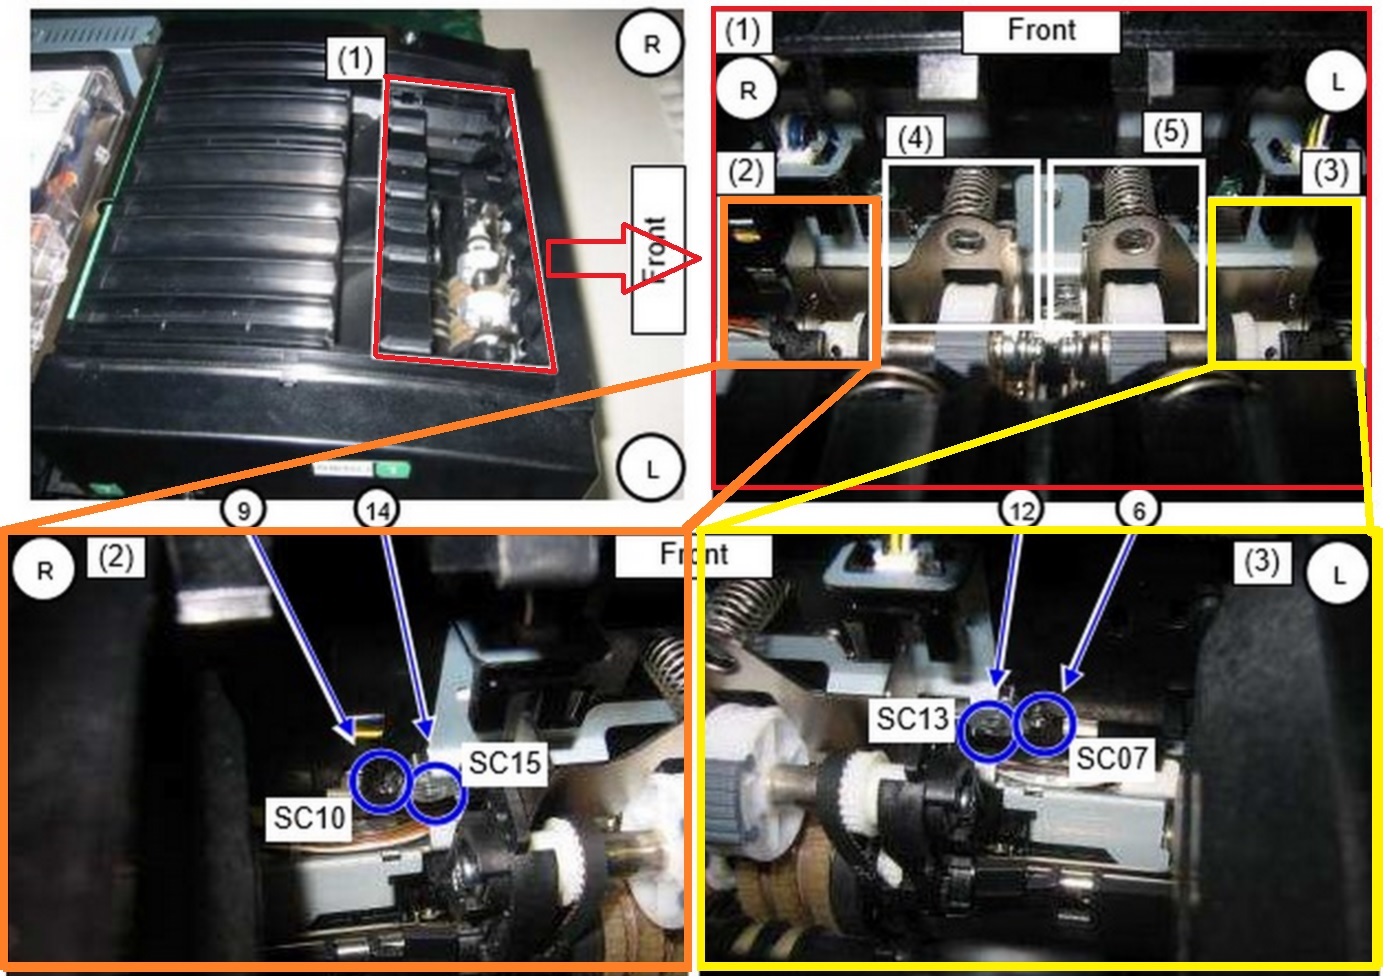 (1)
R
Front
L
(1)
Front
R
L
(4)
(5)
(2)
(3)
9
14
12
6
R
(2)
Front
SC15
SC10
(3)
L
SC13
SC07